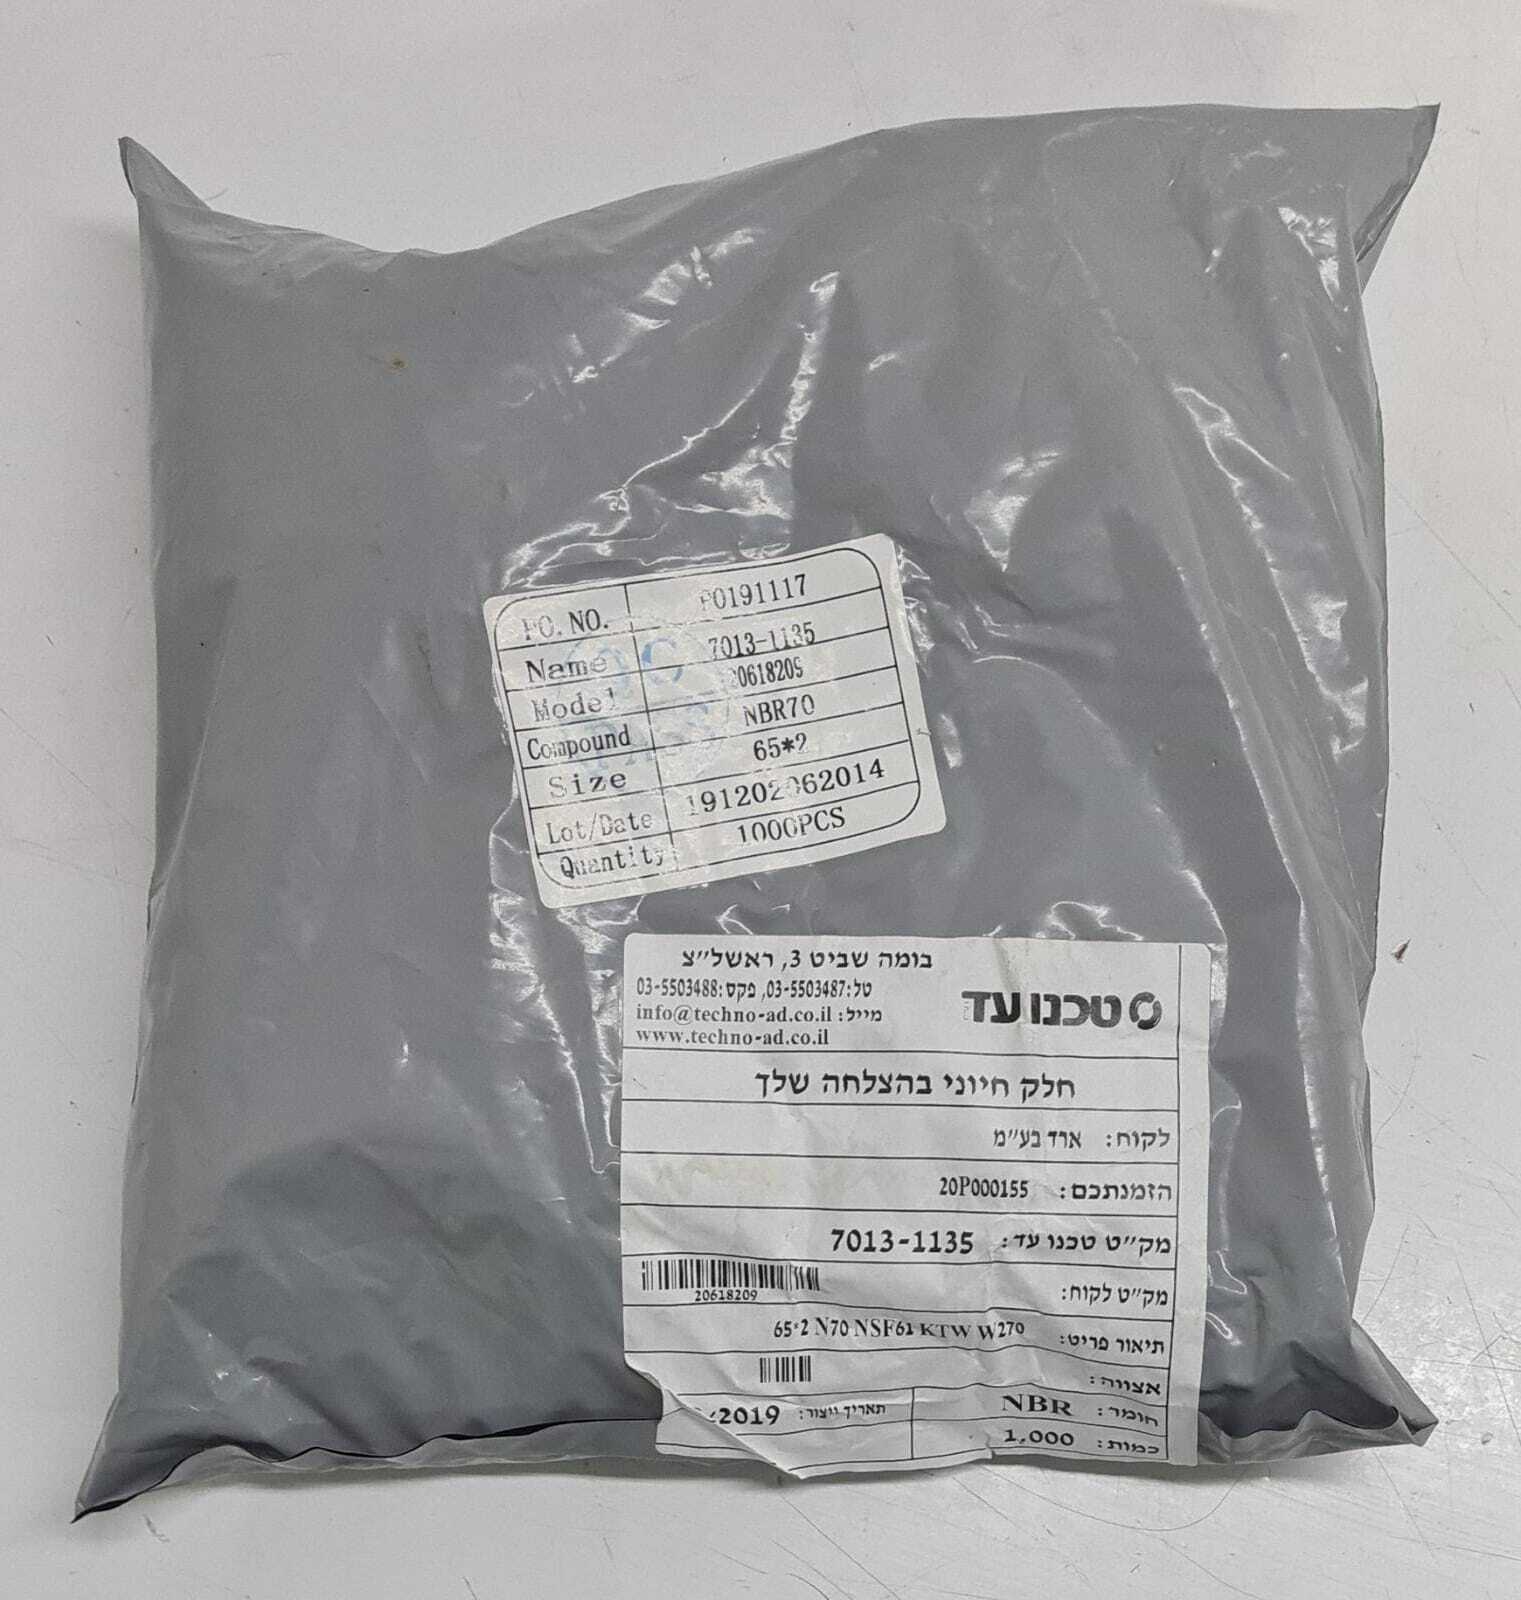 PO. NO. P0191117
Name 7013-1135
Model 20618209
Compound NBR70
Size 65*2
Lot/Date 191202062014
Quantity 1000PCS
QC
בומה שביט 3, ראשל״צ
טל: 03-5503487, פקס: 03-5503488
מייל: info@techno-ad.co.il
www.techno-ad.co.il
טכנו עד
חלק חיוני בהצלחה שלך
לקוח: ארד בע״מ
הזמנתכם: 20P000155
מק״ט טכנו עד: 7013-1135
מק״ט לקוח:
20618209
תיאור פריט: 65*2 N70 NSF61 KTW W270
אצווה:
חומר: NBR
תאריך ייצור: /2019
כמות: 1,000